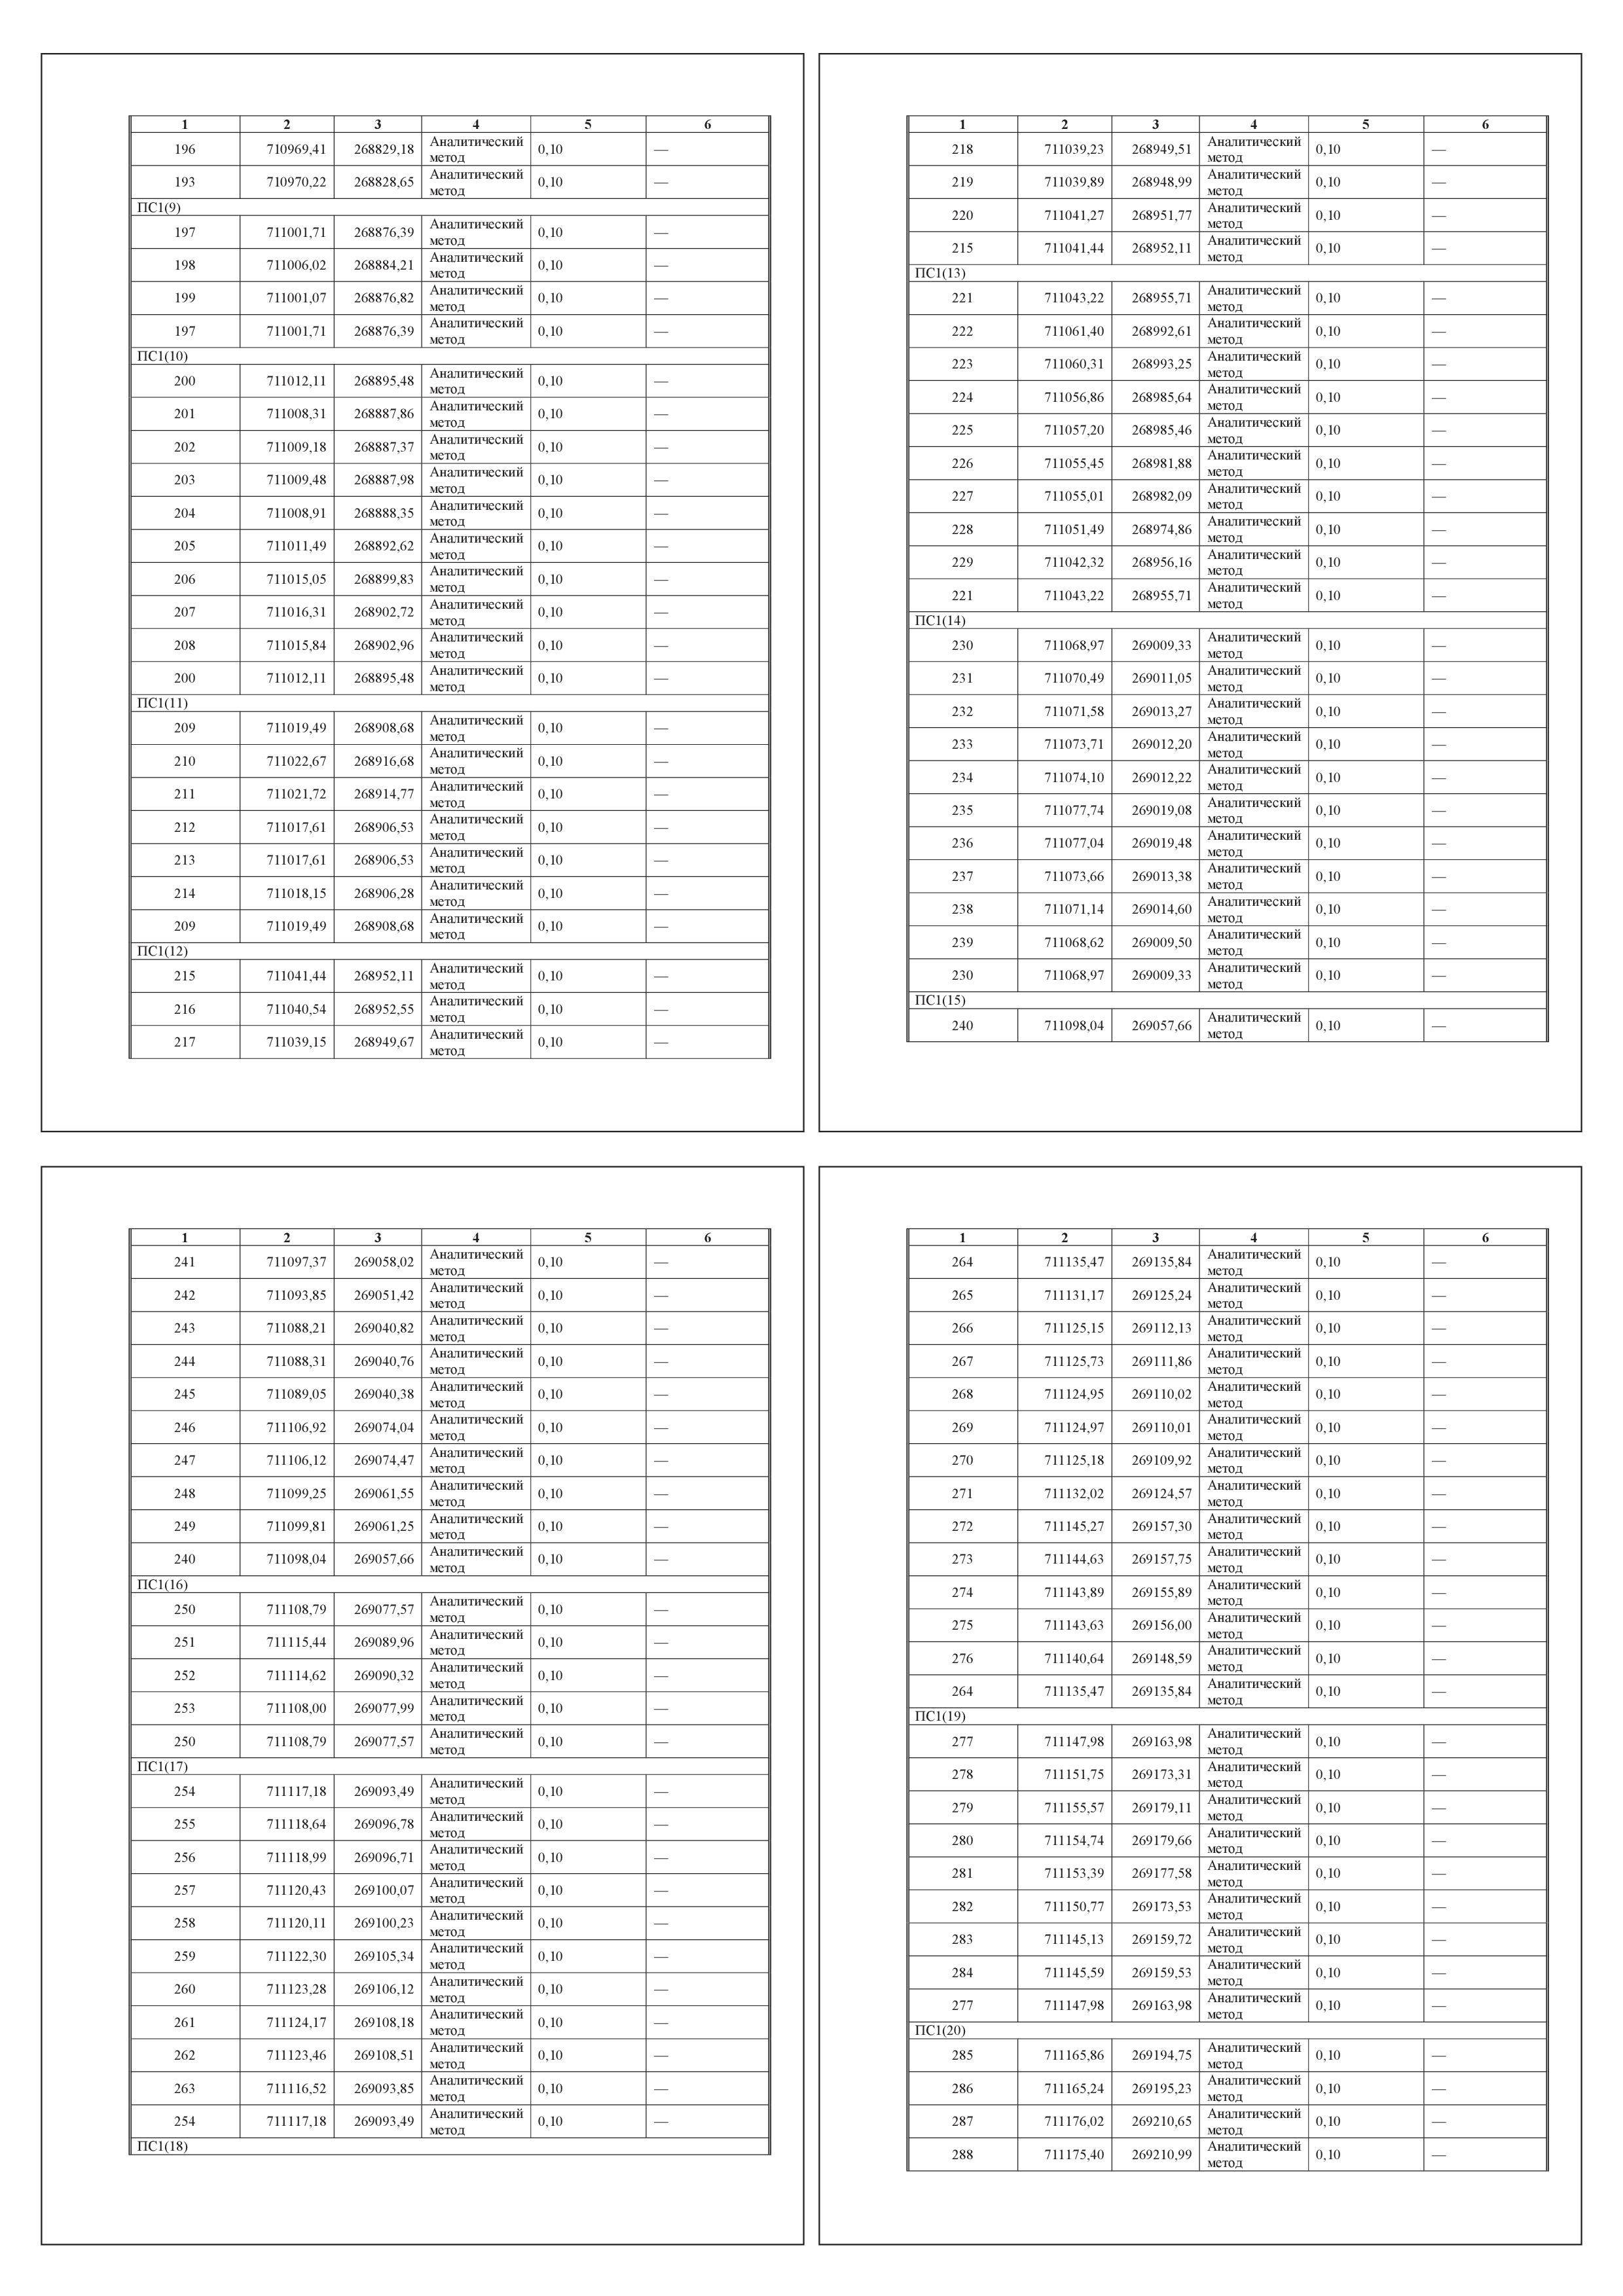 1 2 3 4 5 6
196 710969,41 268829,18 Аналитический метод 0,10 —
193 710970,22 268828,65 Аналитический метод 0,10 —
ПС1(9)
197 711001,71 268876,39 Аналитический метод 0,10 —
198 711006,02 268884,21 Аналитический метод 0,10 —
199 711001,07 268876,82 Аналитический метод 0,10 —
197 711001,71 268876,39 Аналитический метод 0,10 —
ПС1(10)
200 711012,11 268895,48 Аналитический метод 0,10 —
201 711008,31 268887,86 Аналитический метод 0,10 —
202 711009,18 268887,37 Аналитический метод 0,10 —
203 711009,48 268887,98 Аналитический метод 0,10 —
204 711008,91 268888,35 Аналитический метод 0,10 —
205 711011,49 268892,62 Аналитический метод 0,10 —
206 711015,05 268899,83 Аналитический метод 0,10 —
207 711016,31 268902,72 Аналитический метод 0,10 —
208 711015,84 268902,96 Аналитический метод 0,10 —
200 711012,11 268895,48 Аналитический метод 0,10 —
ПС1(11)
209 711019,49 268908,68 Аналитический метод 0,10 —
210 711022,67 268916,68 Аналитический метод 0,10 —
211 711021,72 268914,77 Аналитический метод 0,10 —
212 711017,61 268906,53 Аналитический метод 0,10 —
213 711017,61 268906,53 Аналитический метод 0,10 —
214 711018,15 268906,28 Аналитический метод 0,10 —
209 711019,49 268908,68 Аналитический метод 0,10 —
ПС1(12)
215 711041,44 268952,11 Аналитический метод 0,10 —
216 711040,54 268952,55 Аналитический метод 0,10 —
217 711039,15 268949,67 Аналитический метод 0,10 —
1 2 3 4 5 6
218 711039,23 268949,51 Аналитический метод 0,10 —
219 711039,89 268948,99 Аналитический метод 0,10 —
220 711041,27 268951,77 Аналитический метод 0,10 —
215 711041,44 268952,11 Аналитический метод 0,10 —
ПС1(13)
221 711043,22 268955,71 Аналитический метод 0,10 —
222 711061,40 268992,61 Аналитический метод 0,10 —
223 711060,31 268993,25 Аналитический метод 0,10 —
224 711056,86 268985,64 Аналитический метод 0,10 —
225 711057,20 268985,46 Аналитический метод 0,10 —
226 711055,45 268981,88 Аналитический метод 0,10 —
227 711055,01 268982,09 Аналитический метод 0,10 —
228 711051,49 268974,86 Аналитический метод 0,10 —
229 711042,32 268956,16 Аналитический метод 0,10 —
221 711043,22 268955,71 Аналитический метод 0,10 —
ПС1(14)
230 711068,97 269009,33 Аналитический метод 0,10 —
231 711070,49 269011,05 Аналитический метод 0,10 —
232 711071,58 269013,27 Аналитический метод 0,10 —
233 711073,71 269012,20 Аналитический метод 0,10 —
234 711074,10 269012,22 Аналитический метод 0,10 —
235 711077,74 269019,08 Аналитический метод 0,10 —
236 711077,04 269019,48 Аналитический метод 0,10 —
237 711073,66 269013,38 Аналитический метод 0,10 —
238 711071,14 269014,60 Аналитический метод 0,10 —
239 711068,62 269009,50 Аналитический метод 0,10 —
230 711068,97 269009,33 Аналитический метод 0,10 —
ПС1(15)
240 711098,04 269057,66 Аналитический метод 0,10 —
1 2 3 4 5 6
241 711097,37 269058,02 Аналитический метод 0,10 —
242 711093,85 269051,42 Аналитический метод 0,10 —
243 711088,21 269040,82 Аналитический метод 0,10 —
244 711088,31 269040,76 Аналитический метод 0,10 —
245 711089,05 269040,38 Аналитический метод 0,10 —
246 711106,92 269074,04 Аналитический метод 0,10 —
247 711106,12 269074,47 Аналитический метод 0,10 —
248 711099,25 269061,55 Аналитический метод 0,10 —
249 711099,81 269061,25 Аналитический метод 0,10 —
240 711098,04 269057,66 Аналитический метод 0,10 —
ПС1(16)
250 711108,79 269077,57 Аналитический метод 0,10 —
251 711115,44 269089,96 Аналитический метод 0,10 —
252 711114,62 269090,32 Аналитический метод 0,10 —
253 711108,00 269077,99 Аналитический метод 0,10 —
250 711108,79 269077,57 Аналитический метод 0,10 —
ПС1(17)
254 711117,18 269093,49 Аналитический метод 0,10 —
255 711118,64 269096,78 Аналитический метод 0,10 —
256 711118,99 269096,71 Аналитический метод 0,10 —
257 711120,43 269100,07 Аналитический метод 0,10 —
258 711120,11 269100,23 Аналитический метод 0,10 —
259 711122,30 269105,34 Аналитический метод 0,10 —
260 711123,28 269106,12 Аналитический метод 0,10 —
261 711124,17 269108,18 Аналитический метод 0,10 —
262 711123,46 269108,51 Аналитический метод 0,10 —
263 711116,52 269093,85 Аналитический метод 0,10 —
254 711117,18 269093,49 Аналитический метод 0,10 —
ПС1(18)
1 2 3 4 5 6
264 711135,47 269135,84 Аналитический метод 0,10 —
265 711131,17 269125,24 Аналитический метод 0,10 —
266 711125,15 269112,13 Аналитический метод 0,10 —
267 711125,73 269111,86 Аналитический метод 0,10 —
268 711124,95 269110,02 Аналитический метод 0,10 —
269 711124,97 269110,01 Аналитический метод 0,10 —
270 711125,18 269109,92 Аналитический метод 0,10 —
271 711132,02 269124,57 Аналитический метод 0,10 —
272 711145,27 269157,30 Аналитический метод 0,10 —
273 711144,63 269157,75 Аналитический метод 0,10 —
274 711143,89 269155,89 Аналитический метод 0,10 —
275 711143,63 269156,00 Аналитический метод 0,10 —
276 711140,64 269148,59 Аналитический метод 0,10 —
264 711135,47 269135,84 Аналитический метод 0,10 —
ПС1(19)
277 711147,98 269163,98 Аналитический метод 0,10 —
278 711151,75 269173,31 Аналитический метод 0,10 —
279 711155,57 269179,11 Аналитический метод 0,10 —
280 711154,74 269179,66 Аналитический метод 0,10 —
281 711153,39 269177,58 Аналитический метод 0,10 —
282 711150,77 269173,53 Аналитический метод 0,10 —
283 711145,13 269159,72 Аналитический метод 0,10 —
284 711145,59 269159,53 Аналитический метод 0,10 —
277 711147,98 269163,98 Аналитический метод 0,10 —
ПС1(20)
285 711165,86 269194,75 Аналитический метод 0,10 —
286 711165,24 269195,23 Аналитический метод 0,10 —
287 711176,02 269210,65 Аналитический метод 0,10 —
288 711175,40 269210,99 Аналитический метод 0,10 —